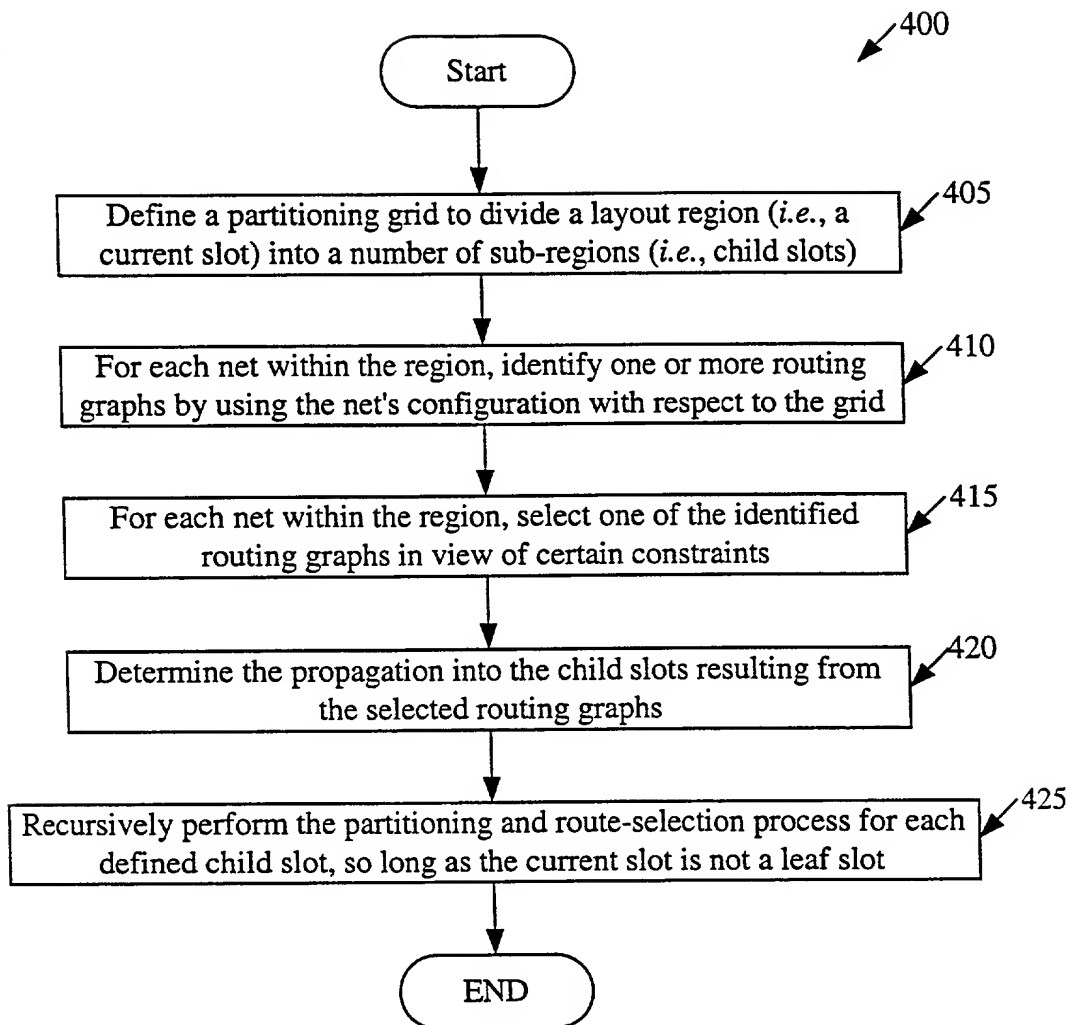 400
Start
405
Define a partitioning grid to divide a layout region (i.e., a
current slot) into a number of sub-regions (i.e., child slots)
410
For each net within the region, identify one or more routing
graphs by using the net's configuration with respect to the grid
415
For each net within the region, select one of the identified
routing graphs in view of certain constraints
420
Determine the propagation into the child slots resulting from
the selected routing graphs
425
Recursively perform the partitioning and route-selection process for each
defined child slot, so long as the current slot is not a leaf slot
END